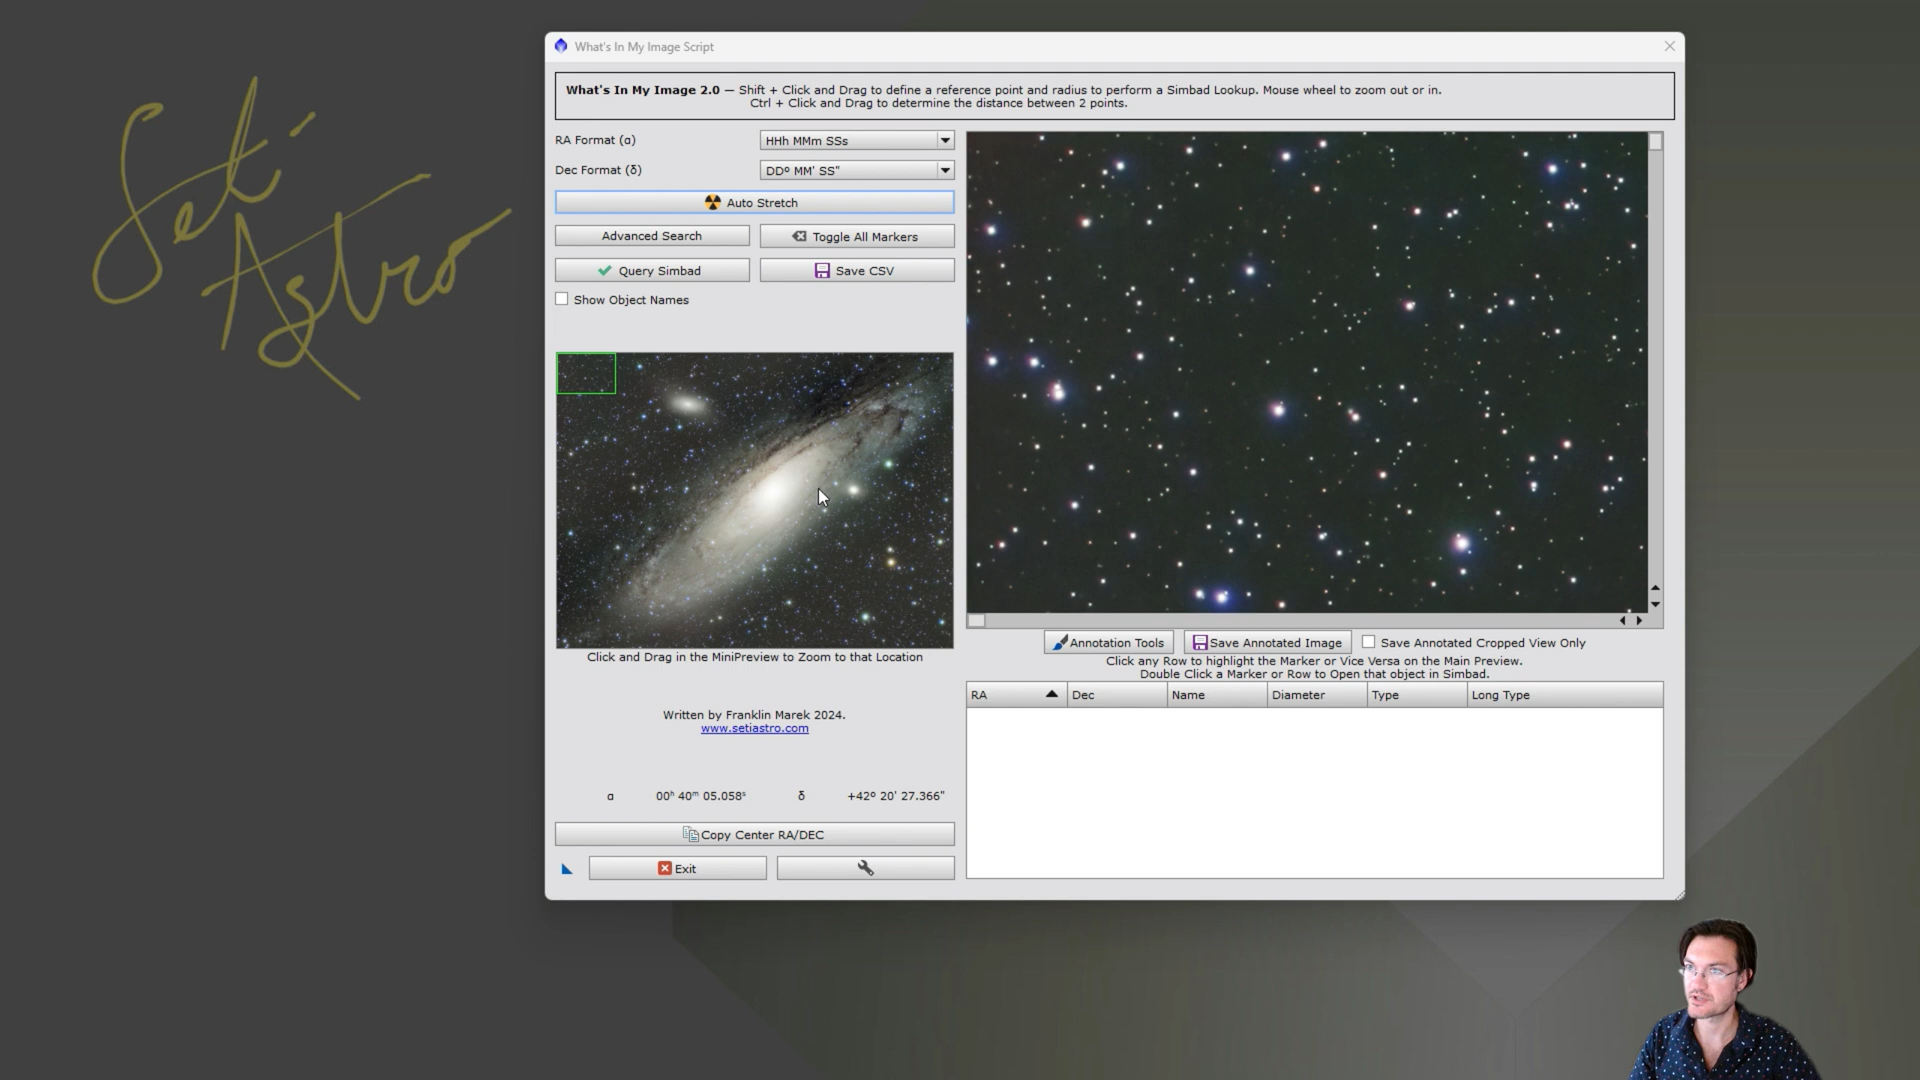 Seti
Astro
What's In My Image Script
What's In My Image 2.0 — Shift + Click and Drag to define a reference point and radius to perform a Simbad Lookup. Mouse wheel to zoom out or in.
Ctrl + Click and Drag to determine the distance between 2 points.
RA Format (α)
HHh MMm SSs
Dec Format (δ)
DDº MM' SS"
Auto Stretch
Advanced Search
Toggle All Markers
Query Simbad
Save CSV
Show Object Names
Click and Drag in the MiniPreview to Zoom to that Location
Written by Franklin Marek 2024.
www.setiastro.com
α 00ʰ 40ᵐ 05.058ˢ δ +42º 20' 27.366"
Copy Center RA/DEC
Exit
Annotation Tools
Save Annotated Image
Save Annotated Cropped View Only
Click any Row to highlight the Marker or Vice Versa on the Main Preview.
Double Click a Marker or Row to Open that object in Simbad.
RA Dec Name Diameter Type Long Type